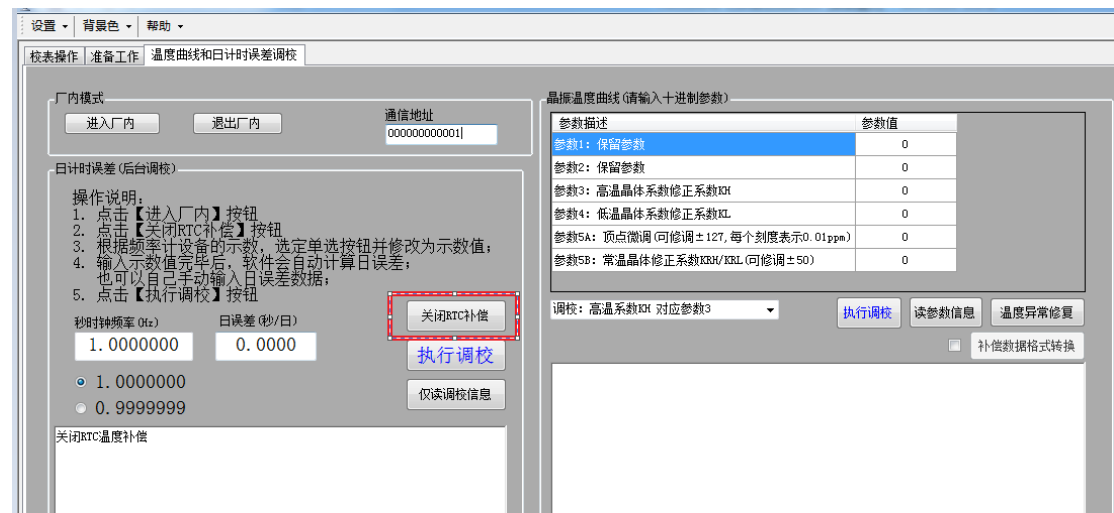 设置 背景色 帮助
校表操作 准备工作 温度曲线和日计时误差调校
厂内模式
进入厂内 退出厂内
通信地址
000000000001
日计时误差(后台调校)
操作说明:
1. 点击【进入厂内】按钮
2. 点击【关闭RTC补偿】按钮
3. 根据频率计设备的示数, 选定单选按钮并修改为示数值;
4. 输入示数值完毕后, 软件会自动计算日误差;
也可以自己手动输入日误差数据;
5. 点击【执行调校】按钮
秒时钟频率(Hz) 日误差(秒/日)
1.0000000 0.0000
1.0000000
0.9999999
关闭RTC补偿
执行调校
仅读调校信息
关闭RTC温度补偿
晶振温度曲线(请输入十进制参数)
参数描述 参数值
参数1: 保留参数 0
参数2: 保留参数 0
参数3: 高温晶体系数修正系数KH 0
参数4: 低温晶体系数修正系数KL 0
参数5A: 顶点微调(可修调±127,每个刻度表示0.01ppm) 0
参数5B: 常温晶体修正系数KRH/KRL(可修调±50) 0
调校: 高温系数KH 对应参数3 执行调校 读参数信息 温度异常修复
补偿数据格式转换